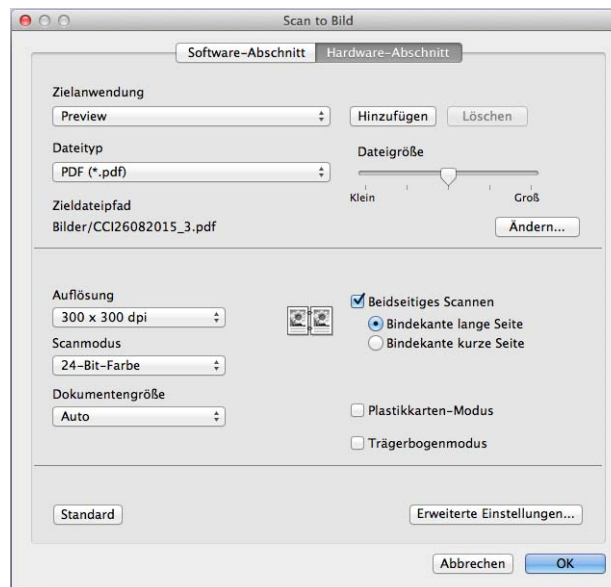 Scan to Bild
Software-Abschnitt Hardware-Abschnitt
Zielanwendung
Preview Hinzufügen Löschen
Dateityp Dateigröße
PDF (*.pdf)
Klein Groß
Zieldateipfad
Bilder/CCI26082015_3.pdf Ändern...
Auflösung
300 x 300 dpi
Scanmodus
24-Bit-Farbe
Dokumentengröße
Auto
Beidseitiges Scannen
Bindekante lange Seite
Bindekante kurze Seite
Plastikkarten-Modus
Trägerbogenmodus
Standard Erweiterte Einstellungen...
Abbrechen OK